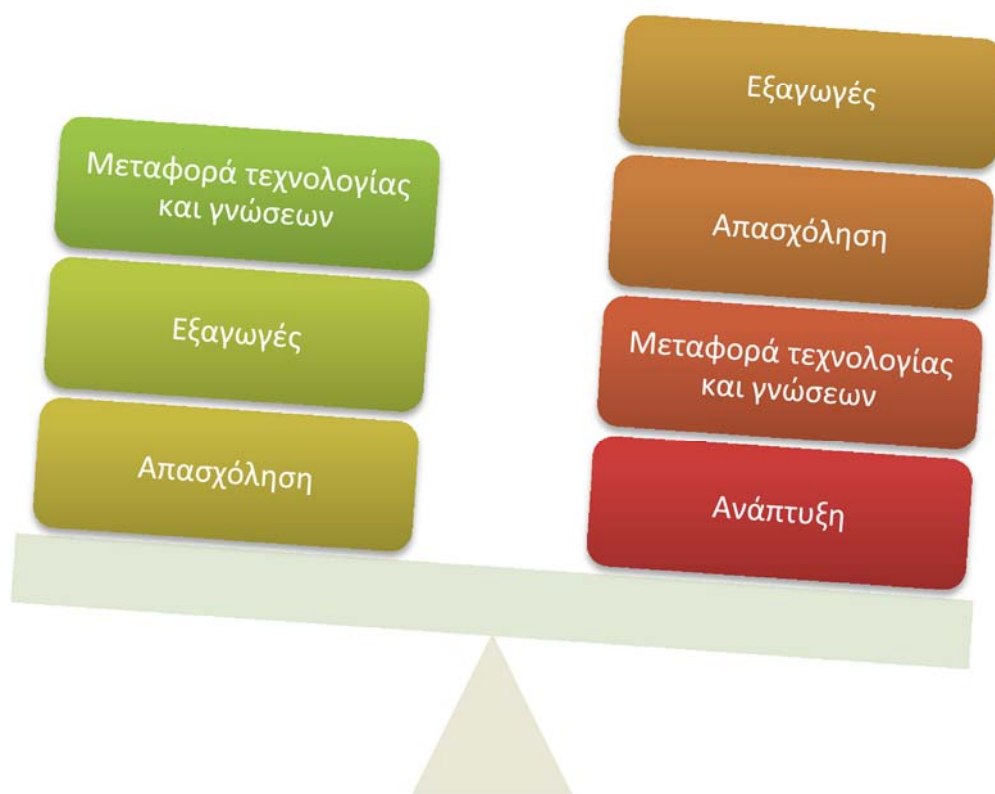 Μεταφορά τεχνολογίας
και γνώσεων
Εξαγωγές
Απασχόληση
Εξαγωγές
Απασχόληση
Μεταφορά τεχνολογίας
και γνώσεων
Ανάπτυξη